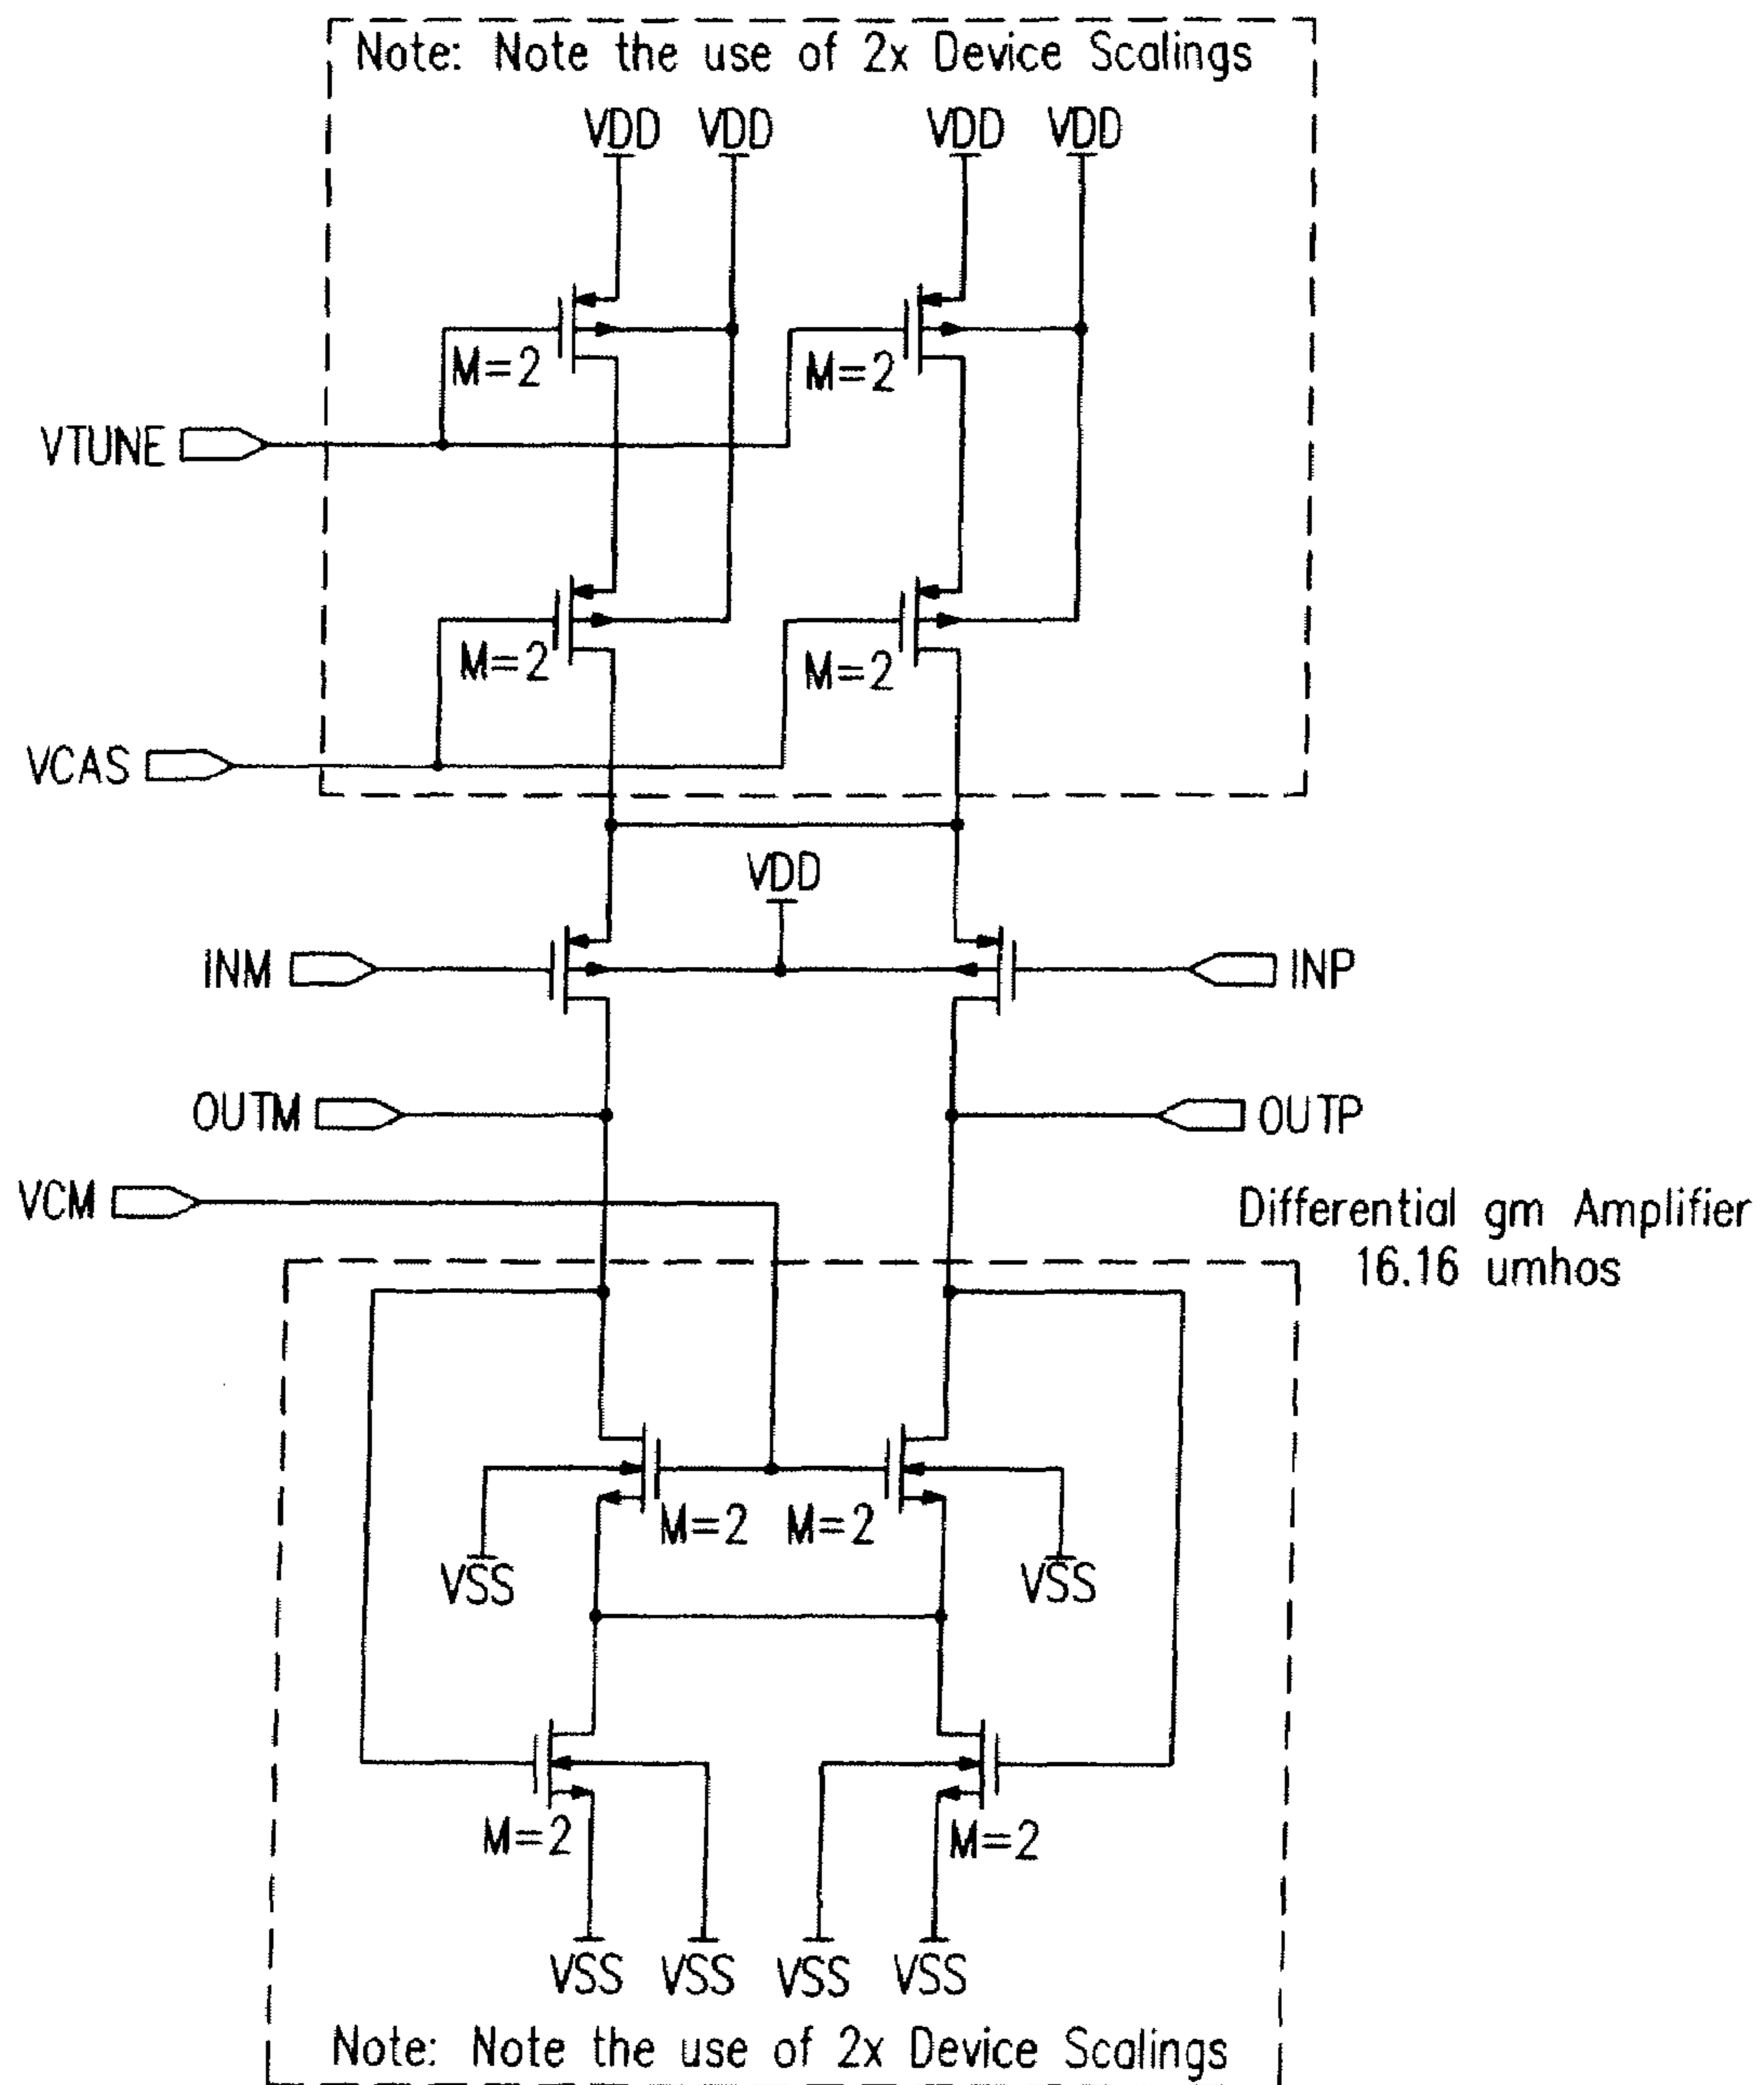 Note: Note the use of 2x Device Scalings
VDD VDD VDD VDD
M=2 M=2
VTUNE
M=2 M=2
VCAS
VDD
INM INP
OUTM OUTP
VCM
Differential gm Amplifier
16.16 umhos
M=2 M=2
VSS VSS
M=2 M=2
VSS VSS VSS VSS
Note: Note the use of 2x Device Scalings